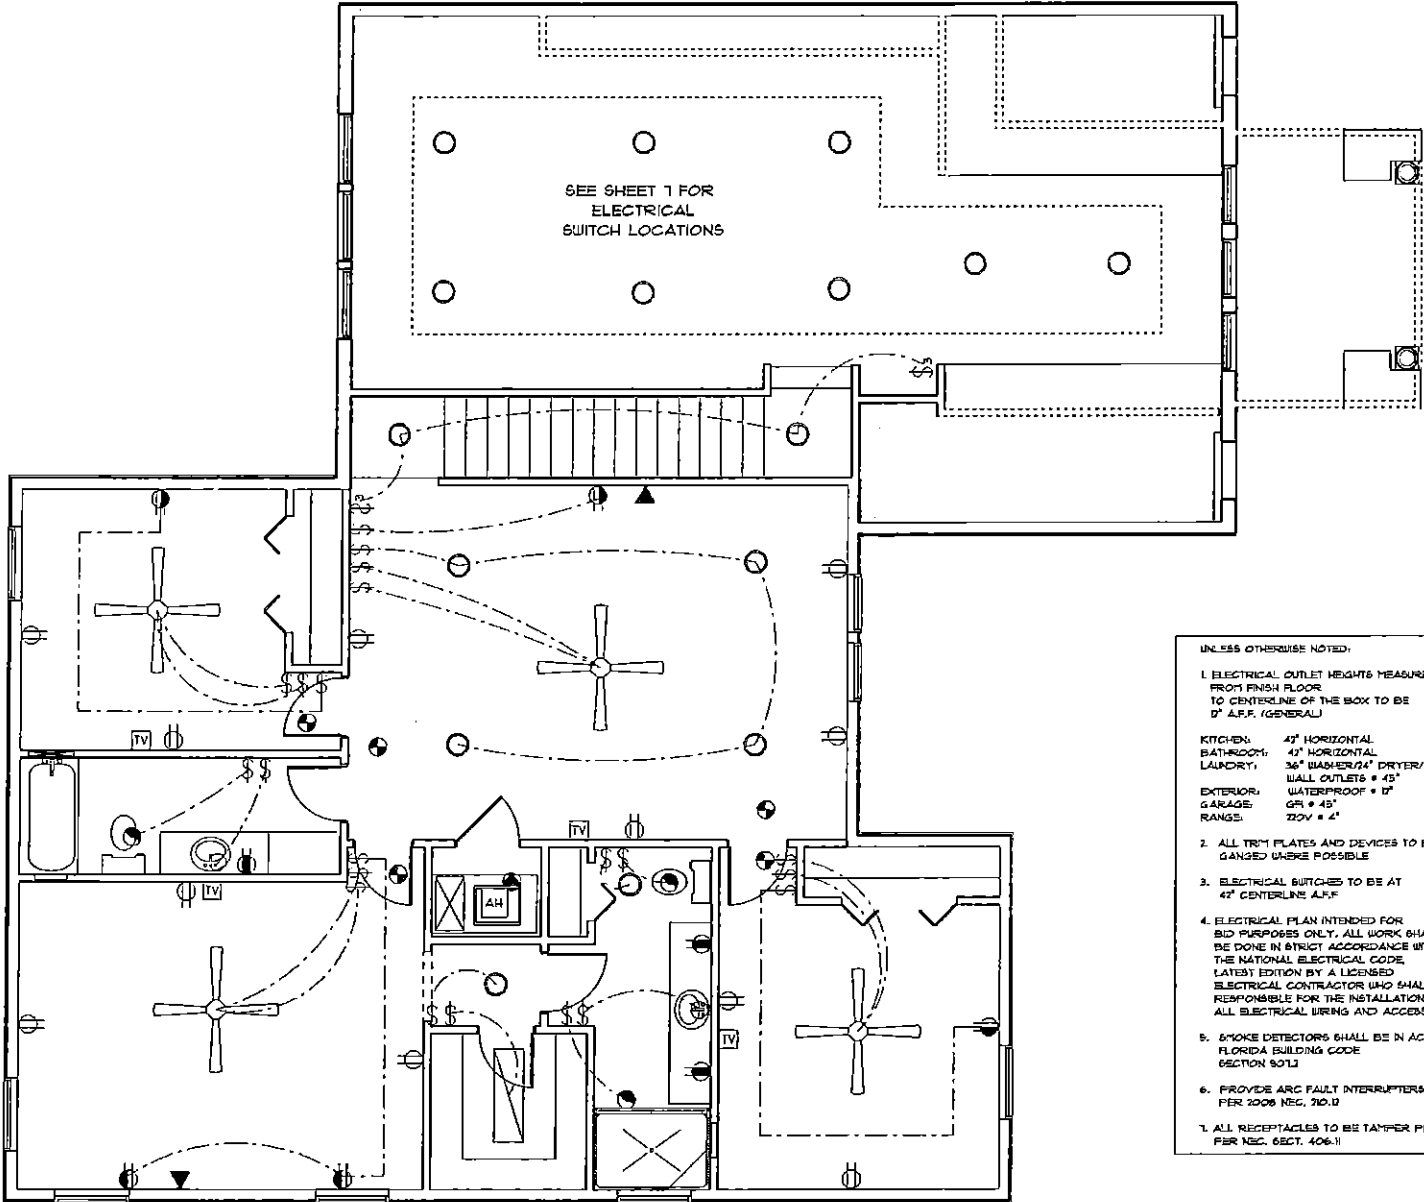 SEE SHEET 7 FOR
ELECTRICAL
SWITCH LOCATIONS
$3
$3
$
$
$
$
$ $ $
TV
$ $
TV
$ $
$
$
$
TV
AH
$
$
$
$ $
$ $
TV
UNLESS OTHERWISE NOTED:
1. ELECTRICAL OUTLET HEIGHTS MEASURE
FROM FINISH FLOOR
TO CENTERLINE OF THE BOX TO BE
12" A.F.F. (GENERAL)
KITCHEN: 42" HORIZONTAL
BATHROOM: 42" HORIZONTAL
LAUNDRY: 36" WASHER/24" DRYER/
WALL OUTLETS @ 45"
EXTERIOR: WATERPROOF @ 12"
GARAGE: GFI @ 45"
RANGE: 220V @ 4"
2. ALL TRIM PLATES AND DEVICES TO B
GANGED WHERE POSSIBLE
3. ELECTRICAL SWITCHES TO BE AT
42" CENTERLINE A.F.F
4. ELECTRICAL PLAN INTENDED FOR
BID PURPOSES ONLY. ALL WORK SHA
BE DONE IN STRICT ACCORDANCE WI
THE NATIONAL ELECTRICAL CODE,
LATEST EDITION BY A LICENSED
ELECTRICAL CONTRACTOR WHO SHAL
RESPONSIBLE FOR THE INSTALLATION
ALL ELECTRICAL WIRING AND ACCESS
5. SMOKE DETECTORS SHALL BE IN AC
FLORIDA BUILDING CODE
SECTION
6. PROVIDE ARC FAULT INTERRUPTERS
PER 2008 NEC. 210.12
7. ALL RECEPTACLES TO BE TAMPER P
PER NEC. SECT. 406.11